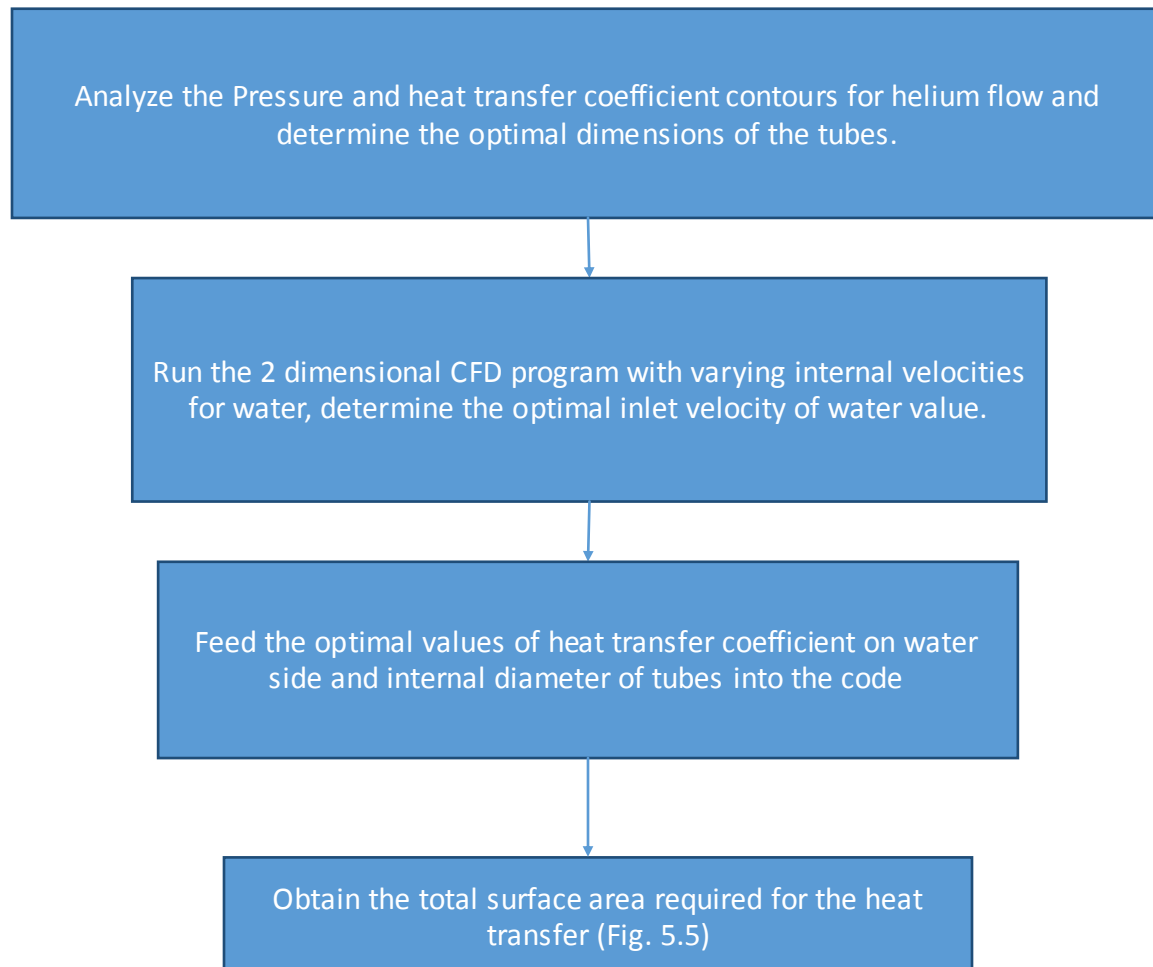 Analyze the Pressure and heat transfer coefficient contours for helium flow and
determine the optimal dimensions of the tubes.
Run the 2 dimensional CFD program with varying internal velocities
for water, determine the optimal inlet velocity of water value.
Feed the optimal values of heat transfer coefficient on water
side and internal diameter of tubes into the code
Obtain the total surface area required for the heat
transfer (Fig. 5.5)